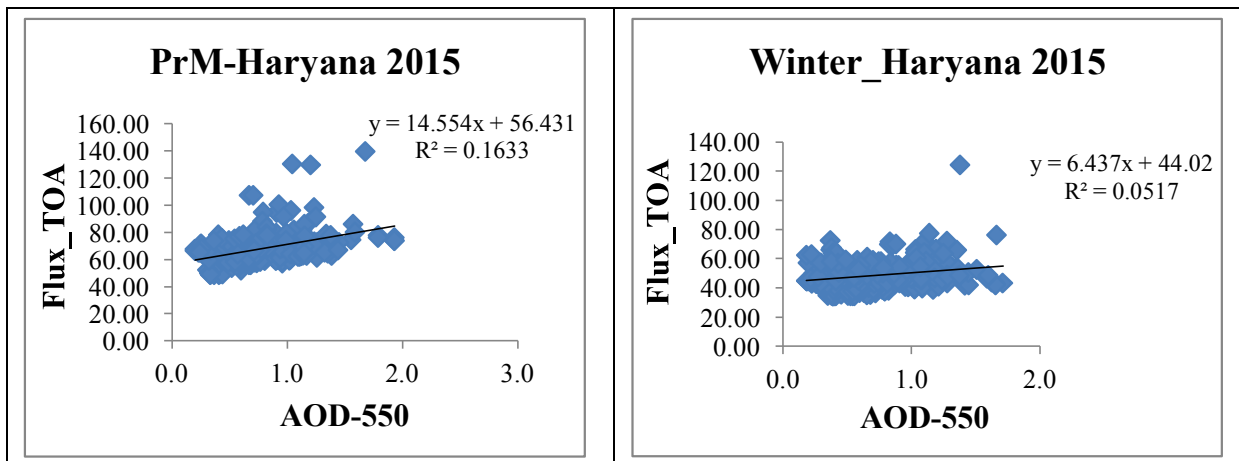 PrM-Haryana 2015
y = 14.554x + 56.431
R² = 0.1633
160.00
140.00
120.00
100.00
80.00
60.00
40.00
20.00
0.00
Flux_TOA
0.0 1.0 2.0 3.0
AOD-550
Winter_Haryana 2015
y = 6.437x + 44.02
R² = 0.0517
140.00
120.00
100.00
80.00
60.00
40.00
20.00
0.00
Flux_TOA
0.0 1.0 2.0
AOD-550